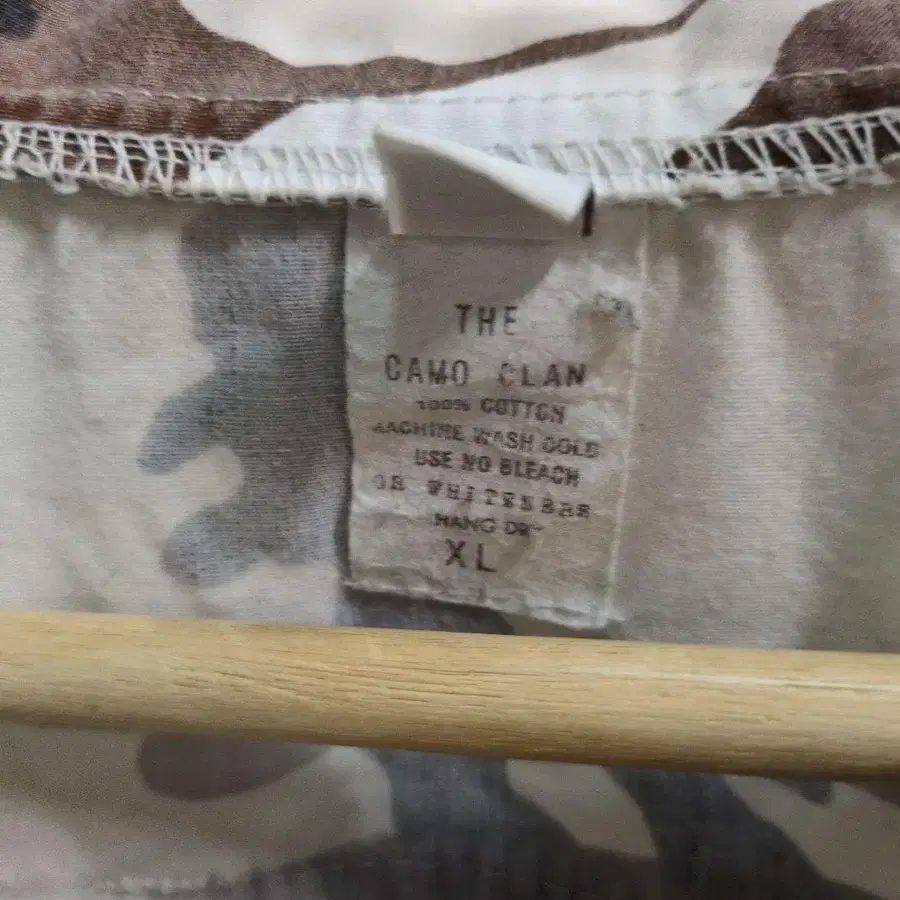 THE
CAMO CLAN
100% COTTON
MACHINE WASH COLD
USE NO BLEACH
OR WHITENERS
HANG DRY
XL